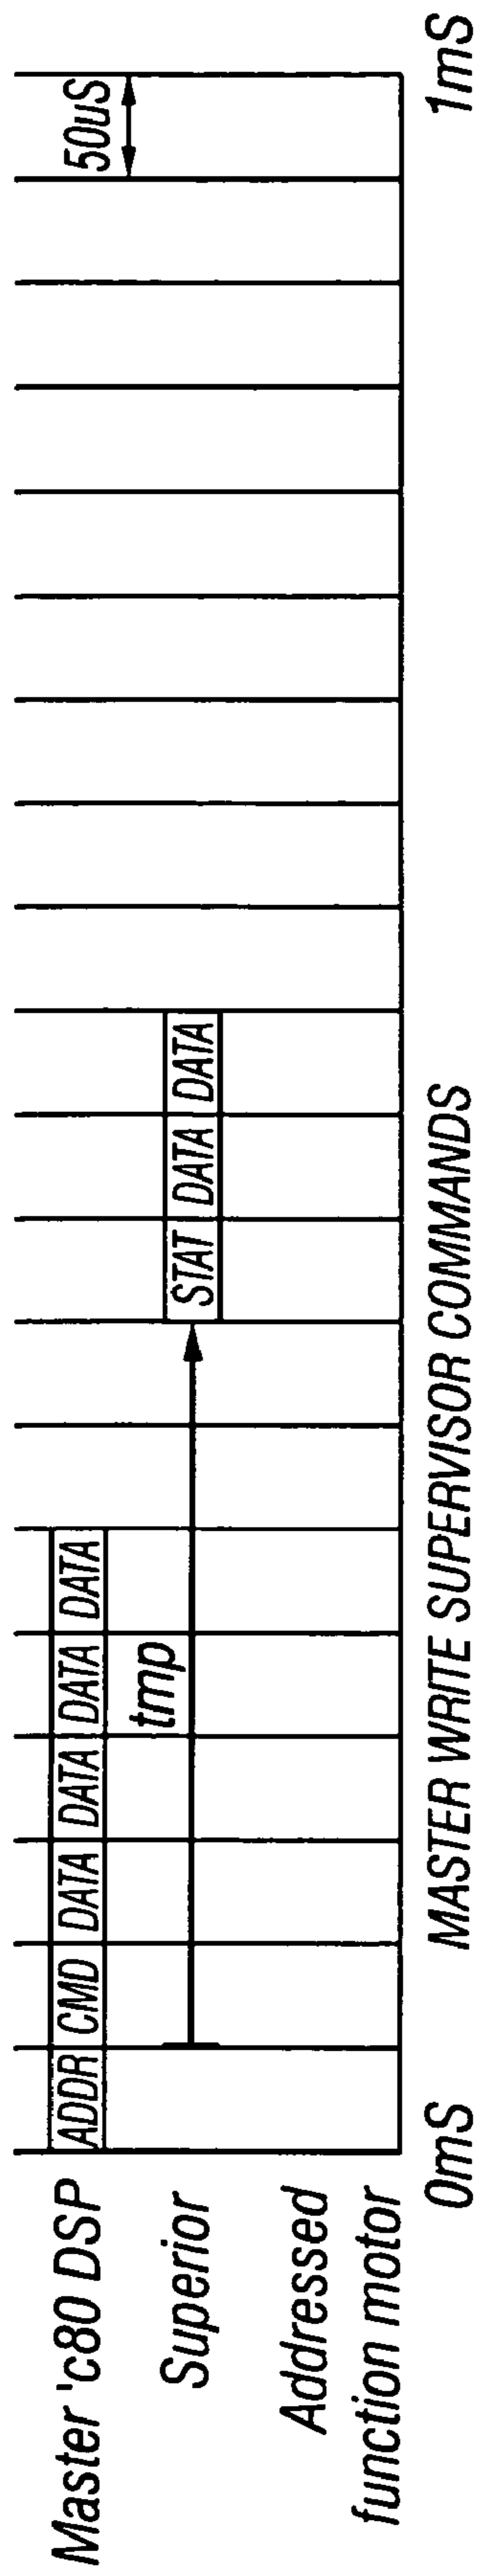 50uS
Master 'c80 DSP ADDR CMD DATA DATA DATA DATA
tmp
Superior STAT DATA DATA
Addressed
function motor
0mS 1mS
MASTER WRITE SUPERVISOR COMMANDS